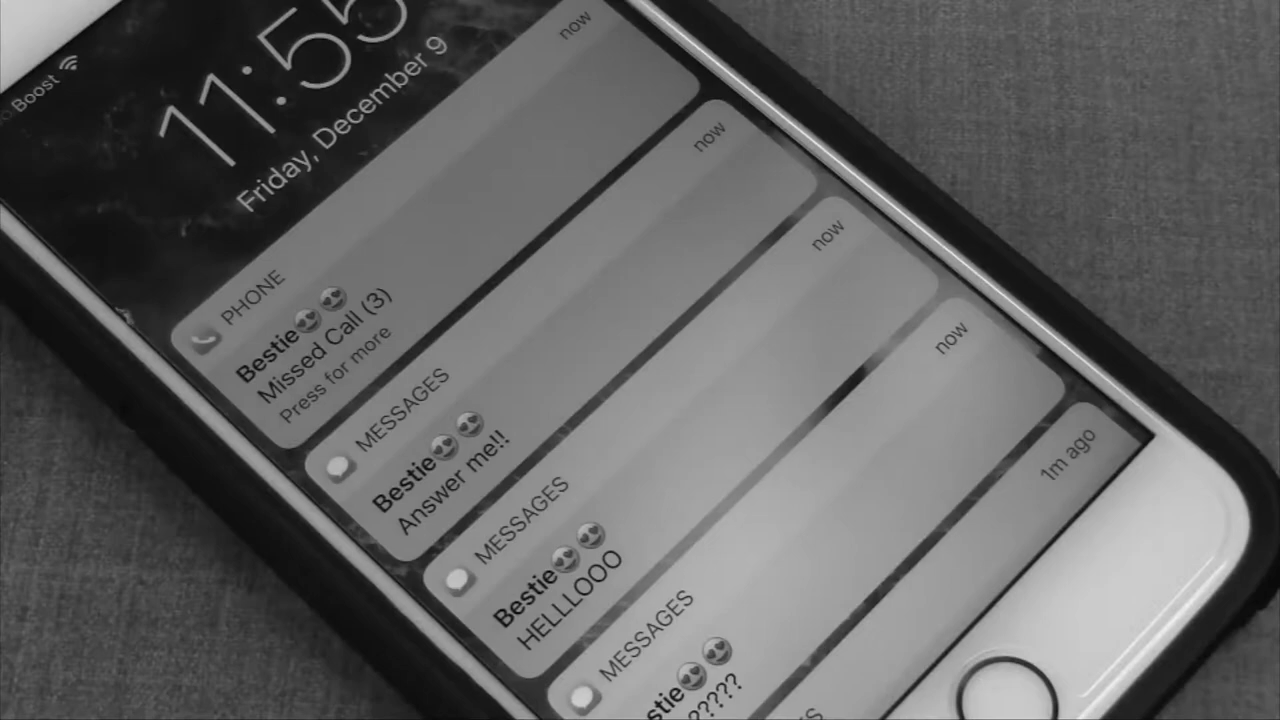 Boost
11:55
Friday, December 9
PHONE
now
Bestie😍😍
Missed Call (3)
Press for more
MESSAGES
now
Bestie😍😍
Answer me!!
MESSAGES
now
Bestie😍😍
HELLLOOO
MESSAGES
now
stie😍😍
?????
1m ago